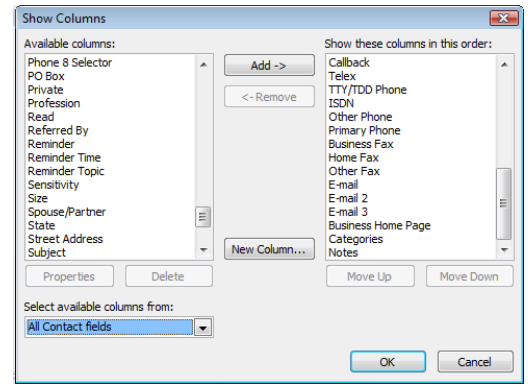 Show Columns
Available columns:
Phone 8 Selector
PO Box
Private
Profession
Read
Referred By
Reminder
Reminder Time
Reminder Topic
Sensitivity
Size
Spouse/Partner
State
Street Address
Subject
Properties
Delete
Select available columns from:
All Contact fields
Add ->
<- Remove
New Column...
Show these columns in this order:
Callback
Telex
TTY/TDD Phone
ISDN
Other Phone
Primary Phone
Business Fax
Home Fax
Other Fax
E-mail
E-mail 2
E-mail 3
Business Home Page
Categories
Notes
Move Up
Move Down
OK
Cancel